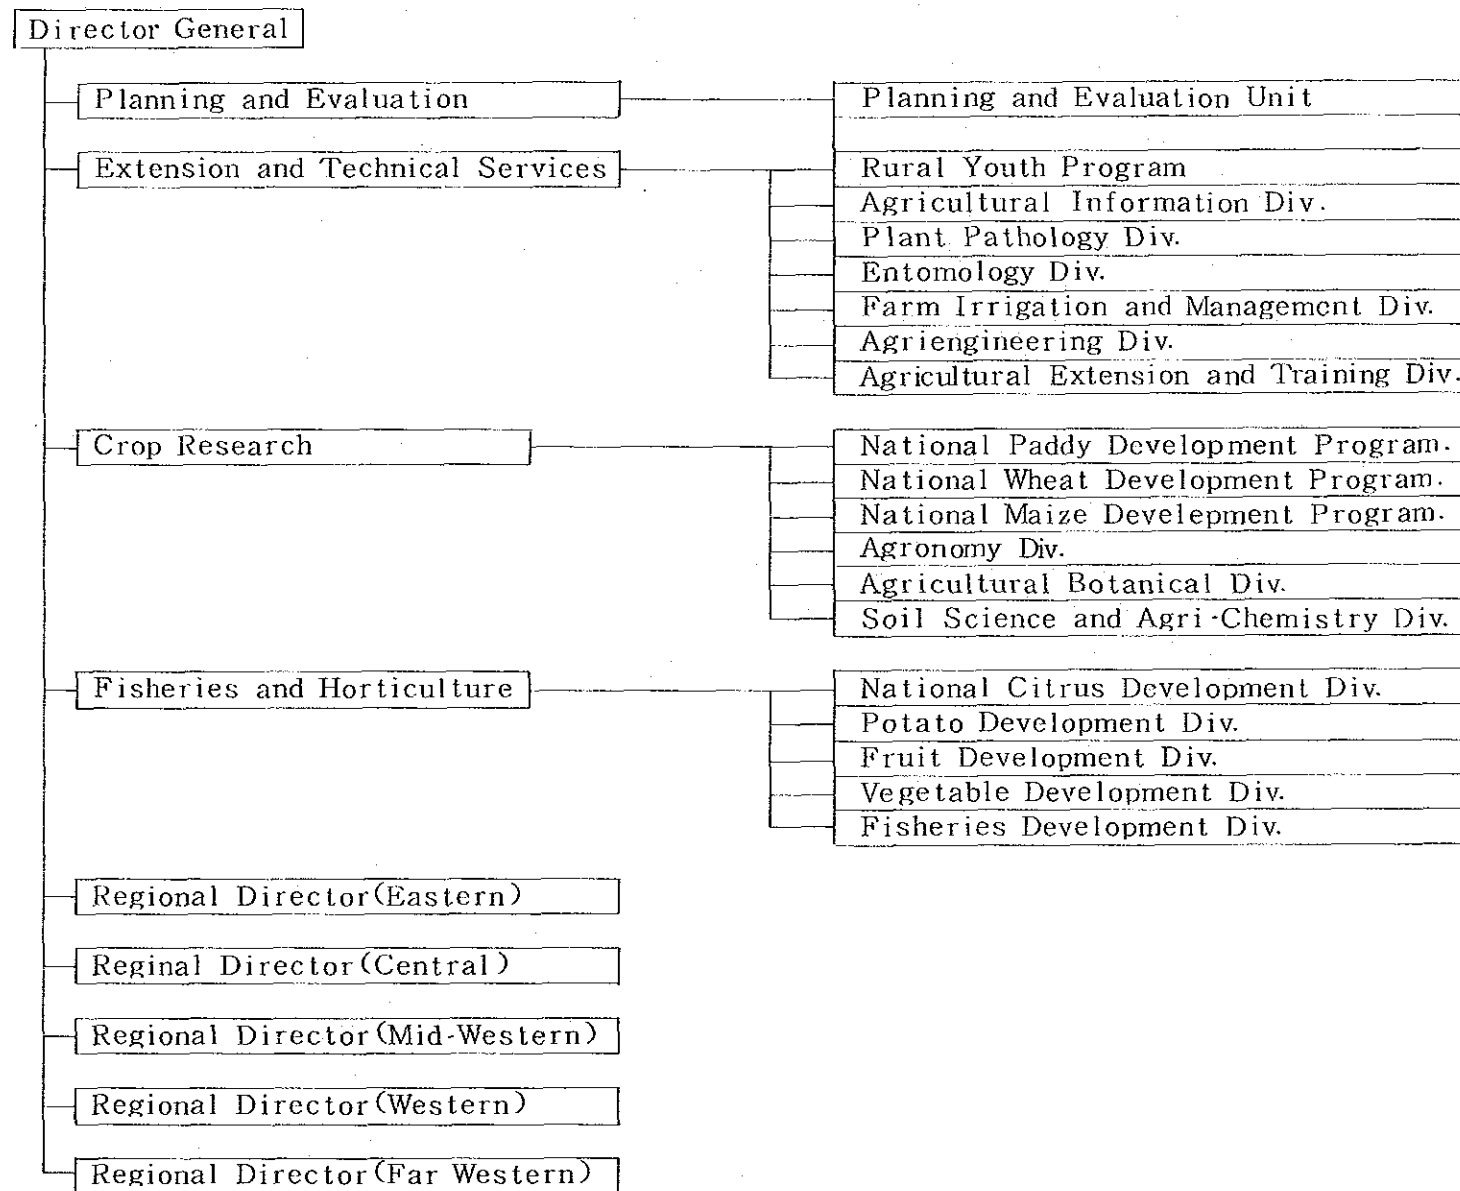 Director General
Planning and Evaluation
Planning and Evaluation Unit
Extension and Technical Services
Rural Youth Program
Agricultural Information Div.
Plant Pathology Div.
Entomology Div.
Farm Irrigation and Management Div.
Agriengineering Div.
Agricultural Extension and Training Div.
Crop Research
National Paddy Development Program.
National Wheat Development Program.
National Maize Develepment Program.
Agronomy Div.
Agricultural Botanical Div.
Soil Science and Agri-Chemistry Div.
Fisheries and Horticulture
National Citrus Development Div.
Potato Development Div.
Fruit Development Div.
Vegetable Development Div.
Fisheries Development Div.
Regional Director(Eastern)
Reginal Director(Central)
Regional Director(Mid-Western)
Regional Director(Western)
Regional Director(Far Western)